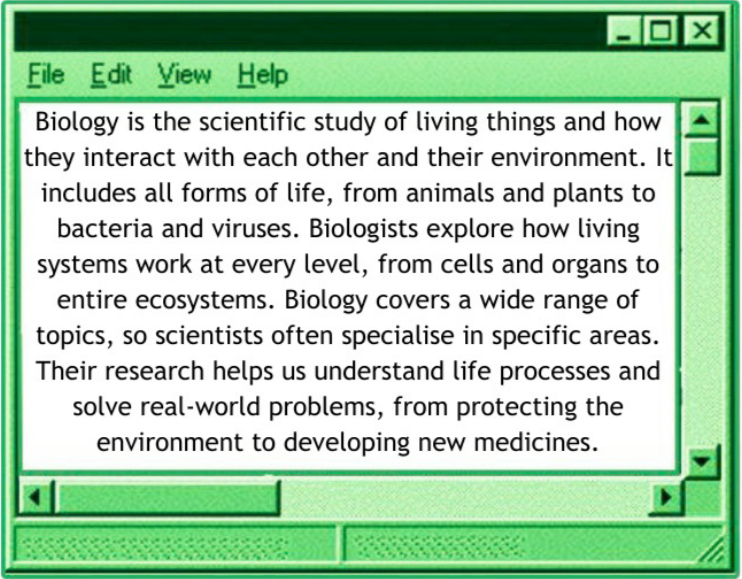 File Edit View Help
Biology is the scientific study of living things and how
they interact with each other and their environment. It
includes all forms of life, from animals and plants to
bacteria and viruses. Biologists explore how living
systems work at every level, from cells and organs to
entire ecosystems. Biology covers a wide range of
topics, so scientists often specialise in specific areas.
Their research helps us understand life processes and
solve real-world problems, from protecting the
environment to developing new medicines.